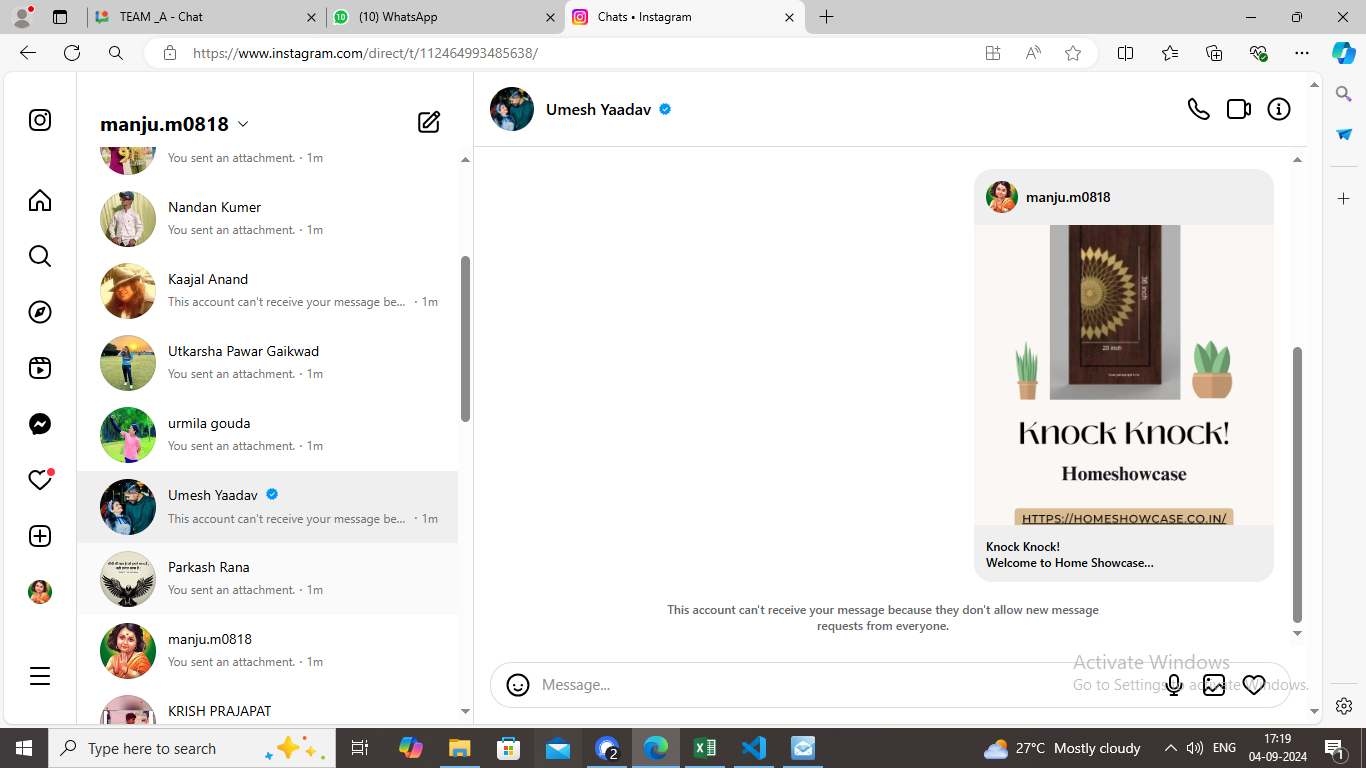 TEAM _A - Chat
(10) WhatsApp
Chats • Instagram
https://www.instagram.com/direct/t/112464993485638/
manju.m0818
You sent an attachment. · 1m
Nandan Kumer
You sent an attachment. · 1m
Kaajal Anand
This account can't receive your message be... · 1m
Utkarsha Pawar Gaikwad
You sent an attachment. · 1m
urmila gouda
You sent an attachment. · 1m
Umesh Yaadav
This account can't receive your message be... · 1m
Parkash Rana
You sent an attachment. · 1m
manju.m0818
You sent an attachment. · 1m
KRISH PRAJAPAT
Umesh Yaadav
manju.m0818
36 inch
20 inch
Knock Knock!
Homeshowcase
HTTPS://HOMESHOWCASE.CO.IN/
Knock Knock!
Welcome to Home Showcase...
This account can't receive your message because they don't allow new message
requests from everyone.
Message...
Activate Windows
Go to Settings to activate Windows.
Type here to search
2
27°C Mostly cloudy
ENG
17:19
04-09-2024
1